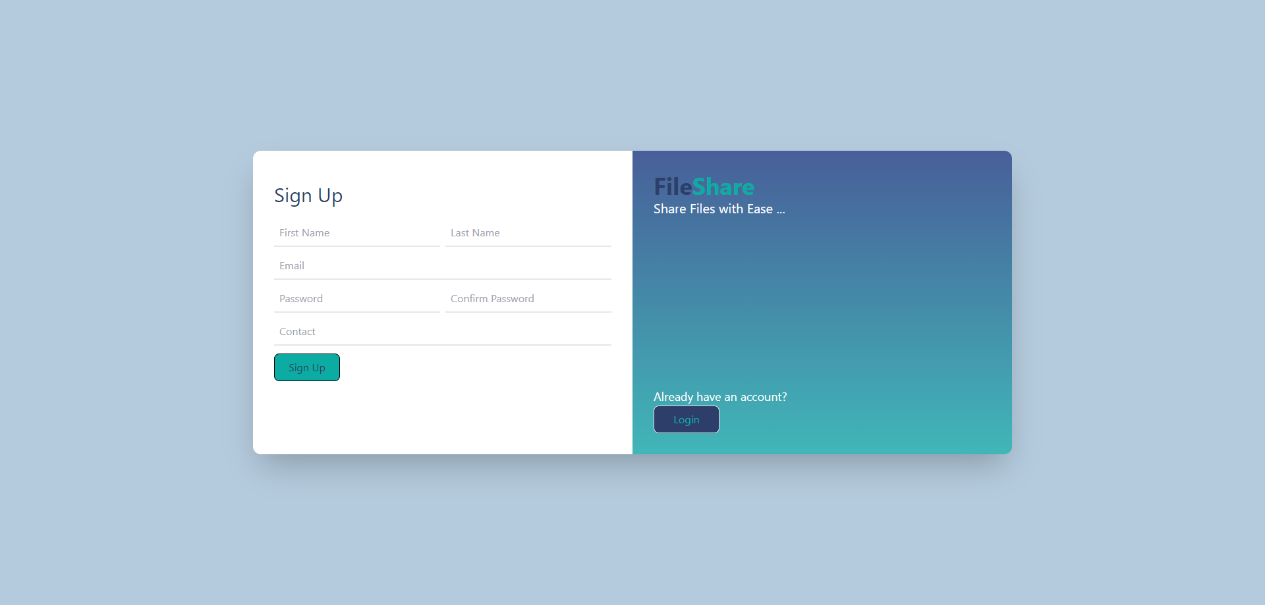 Sign Up
First Name Last Name
Email
Password Confirm Password
Contact
Sign Up
FileShare
Share Files with Ease ...
Already have an account?
Login